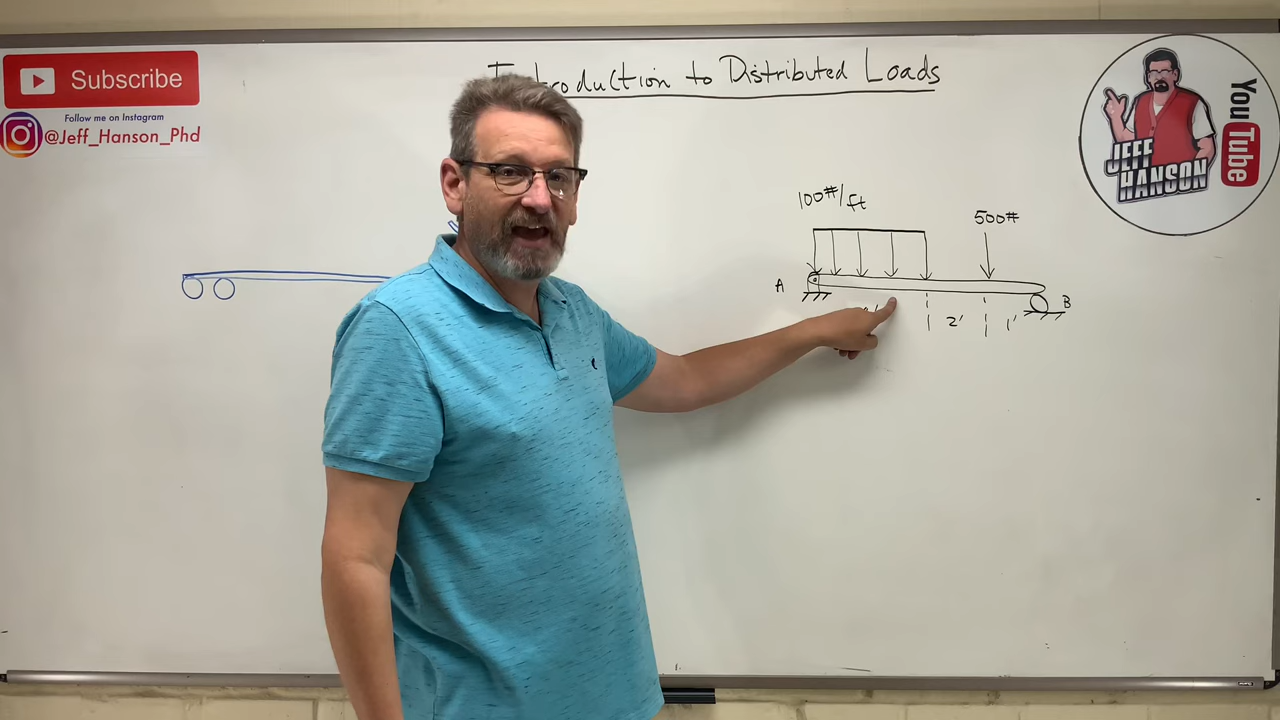 Subscribe
Follow me on Instagram
@Jeff_Hanson_Phd
Introduction to Distributed Loads
JEFF
HANSON
YouTube
100#/ft
500#
A
B
2'
1'